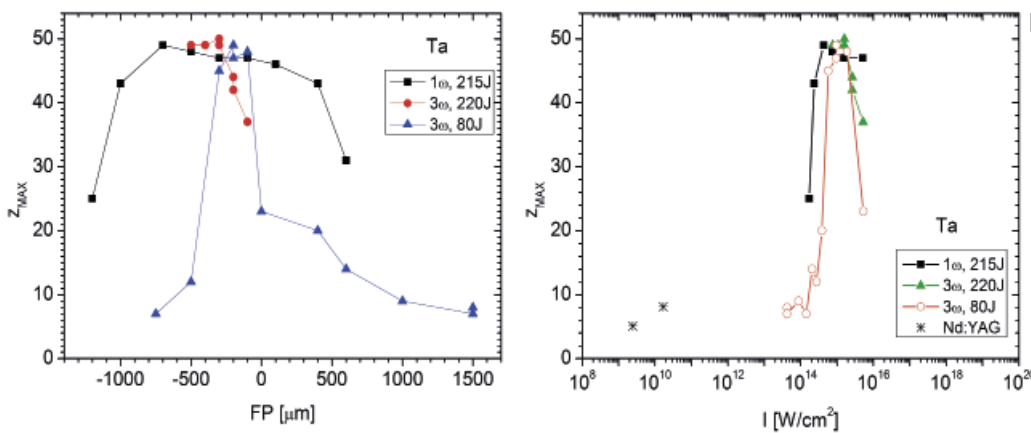 50
40
30
20
10
0
z_MAX
Ta
1ω, 215J
3ω, 220J
3ω, 80J
-1000 -500 0 500 1000 1500
FP [μm]
50
40
30
20
10
0
z_MAX
Ta
1ω, 215J
3ω, 220J
3ω, 80J
Nd:YAG
10^8 10^10 10^12 10^14 10^16 10^18 10^20
I [W/cm²]